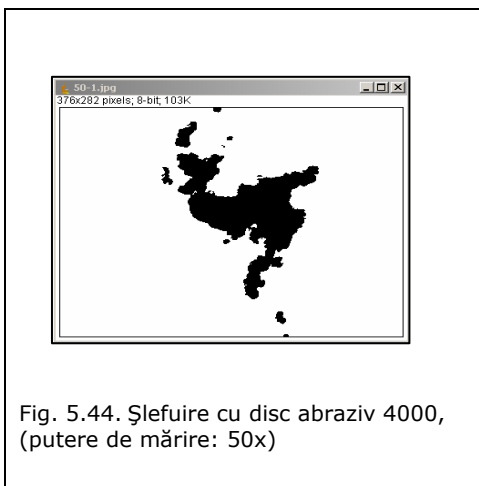 50-1.jpg
376x282 pixels; 8-bit; 103K
Fig. 5.44. Şlefuire cu disc abraziv 4000,
(putere de mărire: 50x)